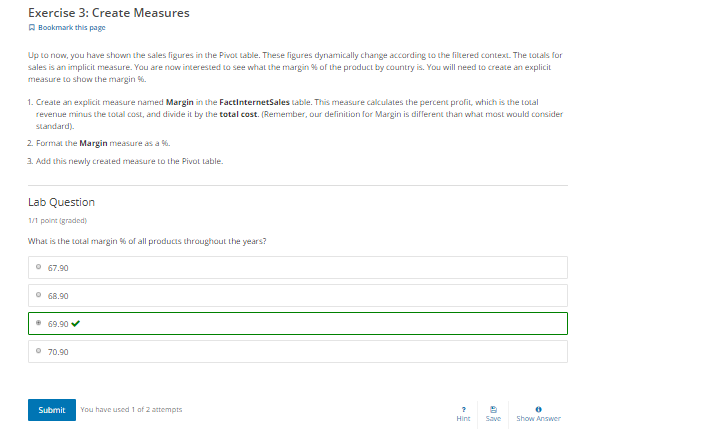 Exercise 3: Create Measures
Bookmark this page
Up to now, you have shown the sales figures in the Pivot table. These figures dynamically change according to the filtered context. The totals for
sales is an implicit measure. You are now interested to see what the margin % of the product by country is. You will need to create an explicit
measure to show the margin %.
1. Create an explicit measure named Margin in the FactInternetSales table. This measure calculates the percent profit, which is the total
revenue minus the total cost, and divide it by the total cost. (Remember, our definition for Margin is different than what most would consider
standard).
2. Format the Margin measure as a %.
3. Add this newly created measure to the Pivot table.
Lab Question
1/1 point (graded)
What is the total margin % of all products throughout the years?
67.90
68.90
69.90
70.90
Submit
You have used 1 of 2 attempts
Hint
Save
Show Answer